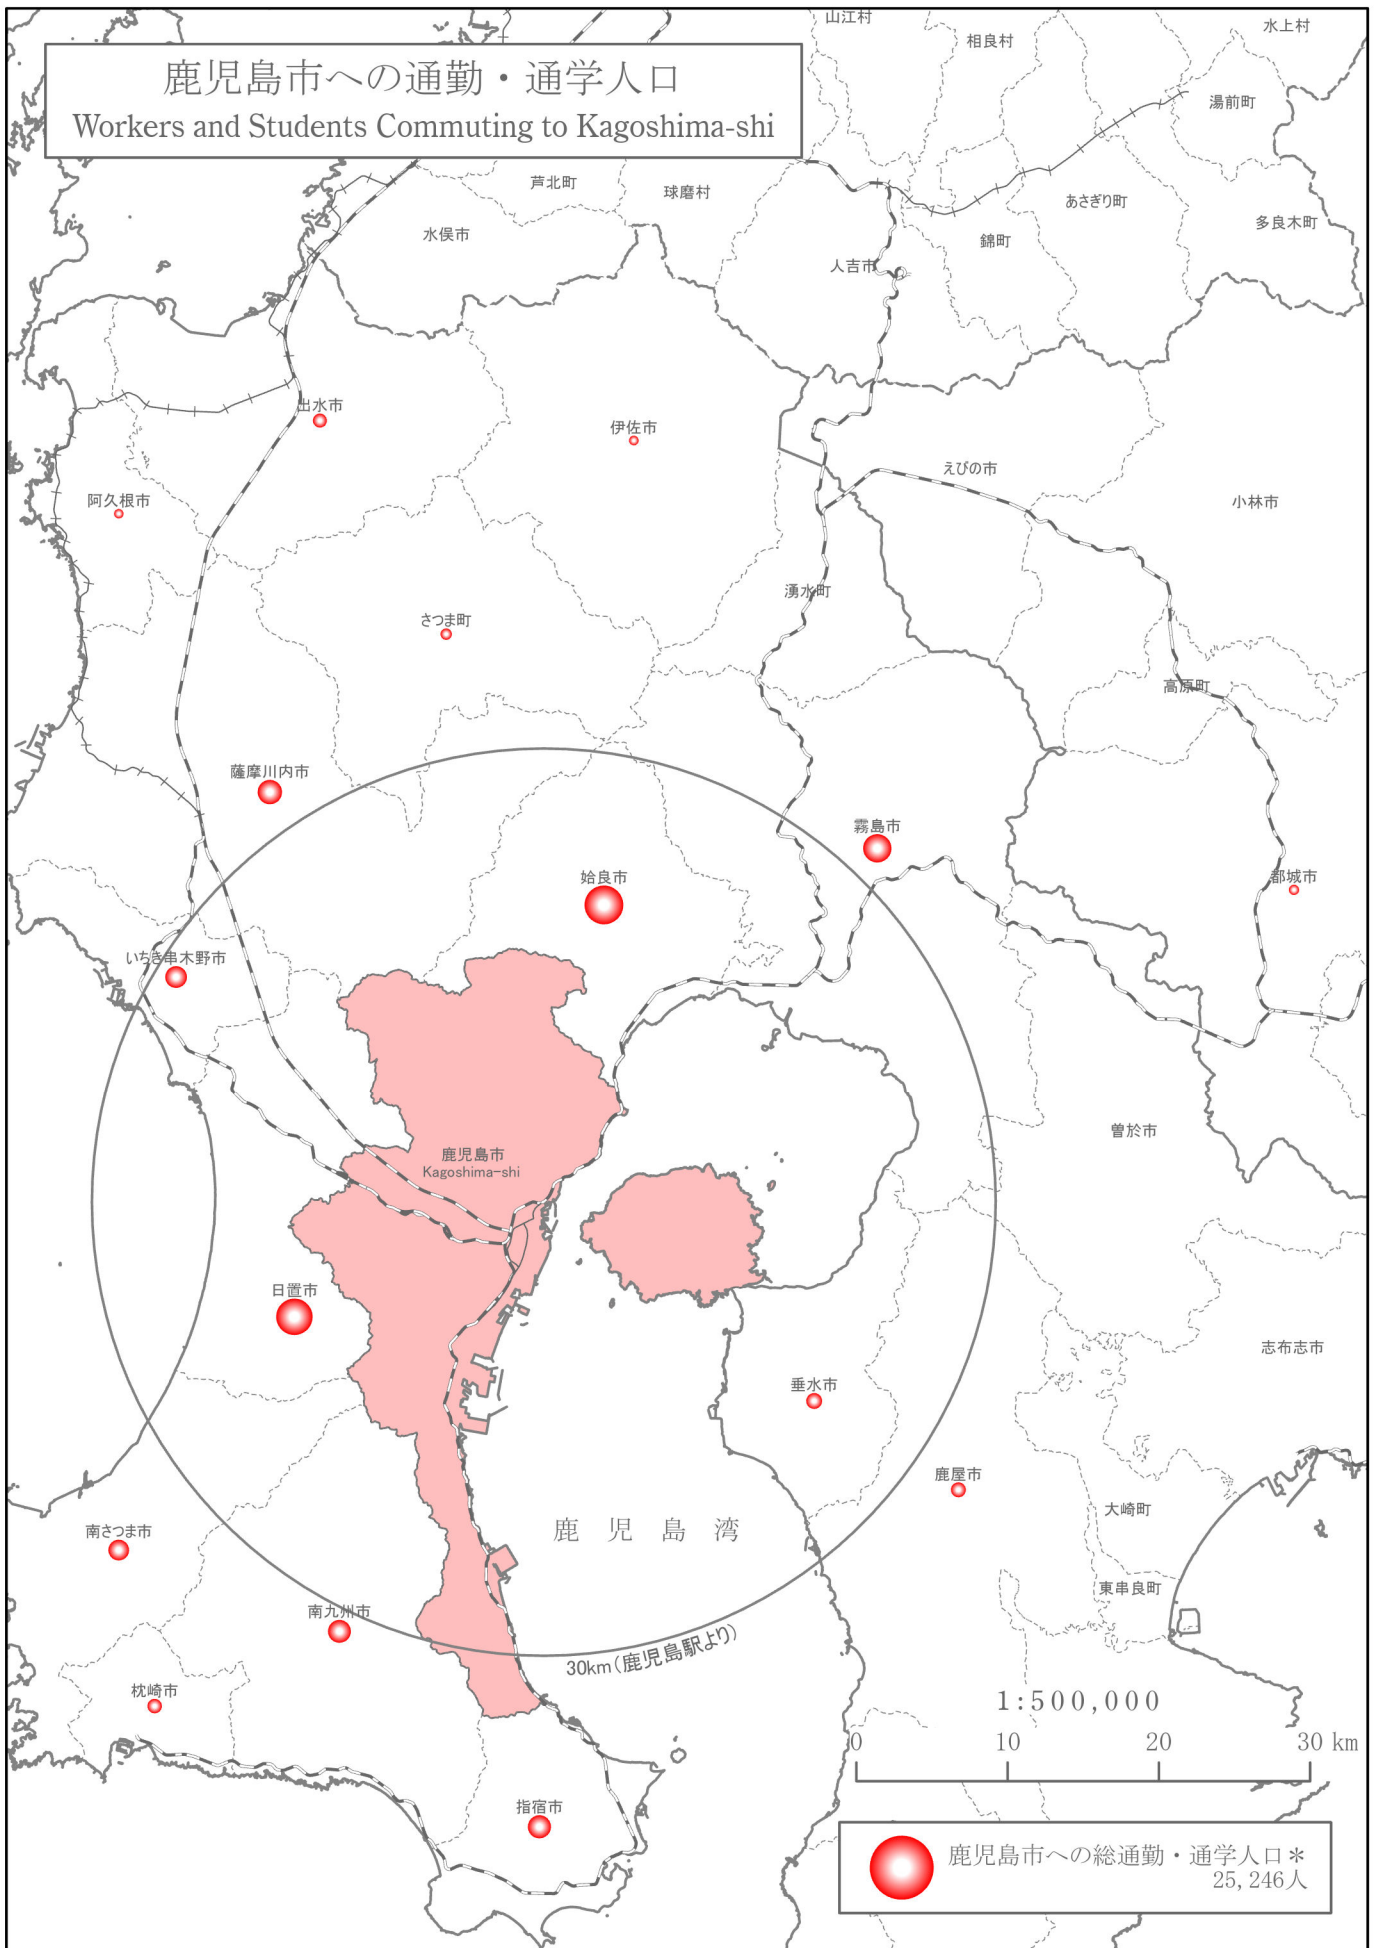 山江村
水上村
相良村
鹿児島市への通勤・通学人口
Workers and Students Commuting to Kagoshima-shi
湯前町
芦北町
球磨村
あさぎり町
多良木町
水俣市
錦町
人吉市
出水市
伊佐市
えびの市
阿久根市
小林市
湧水町
さつま町
高原町
薩摩川内市
霧島市
姶良市
都城市
いちき串木野市
曽於市
鹿児島市
Kagoshima-shi
日置市
志布志市
垂水市
鹿屋市
大崎町
南さつま市
鹿児島湾
東串良町
南九州市
30km(鹿児島駅より)
枕崎市
1:500,000
0 10 20 30 km
指宿市
鹿児島市への総通勤・通学人口＊
25,246人